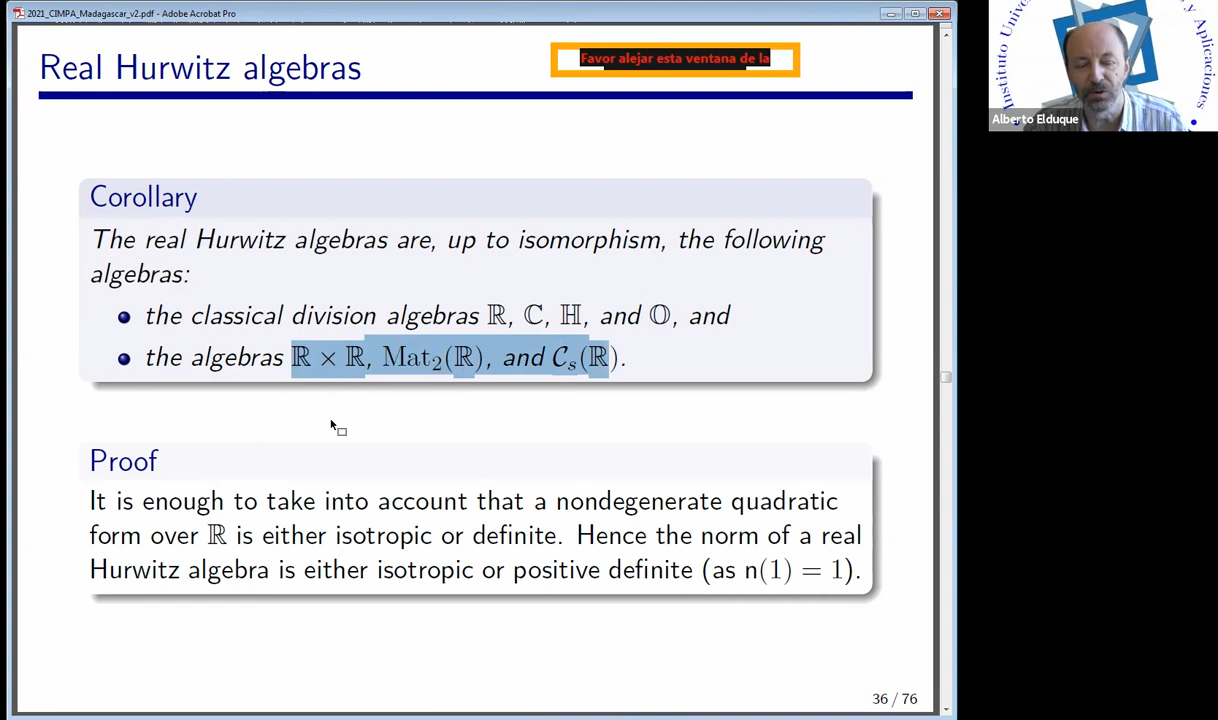 2021_CIMPA_Madagascar_v2.pdf - Adobe Acrobat Pro
Real Hurwitz algebras
Favor alejar esta ventana de la
Instituto Univer
y Aplicaciones
Alberto Elduque
Corollary
The real Hurwitz algebras are, up to isomorphism, the following
algebras:
the classical division algebras ℝ, ℂ, ℍ, and 𝕆, and
the algebras ℝ × ℝ, Mat₂(ℝ), and 𝒞ₛ(ℝ).
Proof
It is enough to take into account that a nondegenerate quadratic
form over ℝ is either isotropic or definite. Hence the norm of a real
Hurwitz algebra is either isotropic or positive definite (as n(1) = 1).
36 / 76